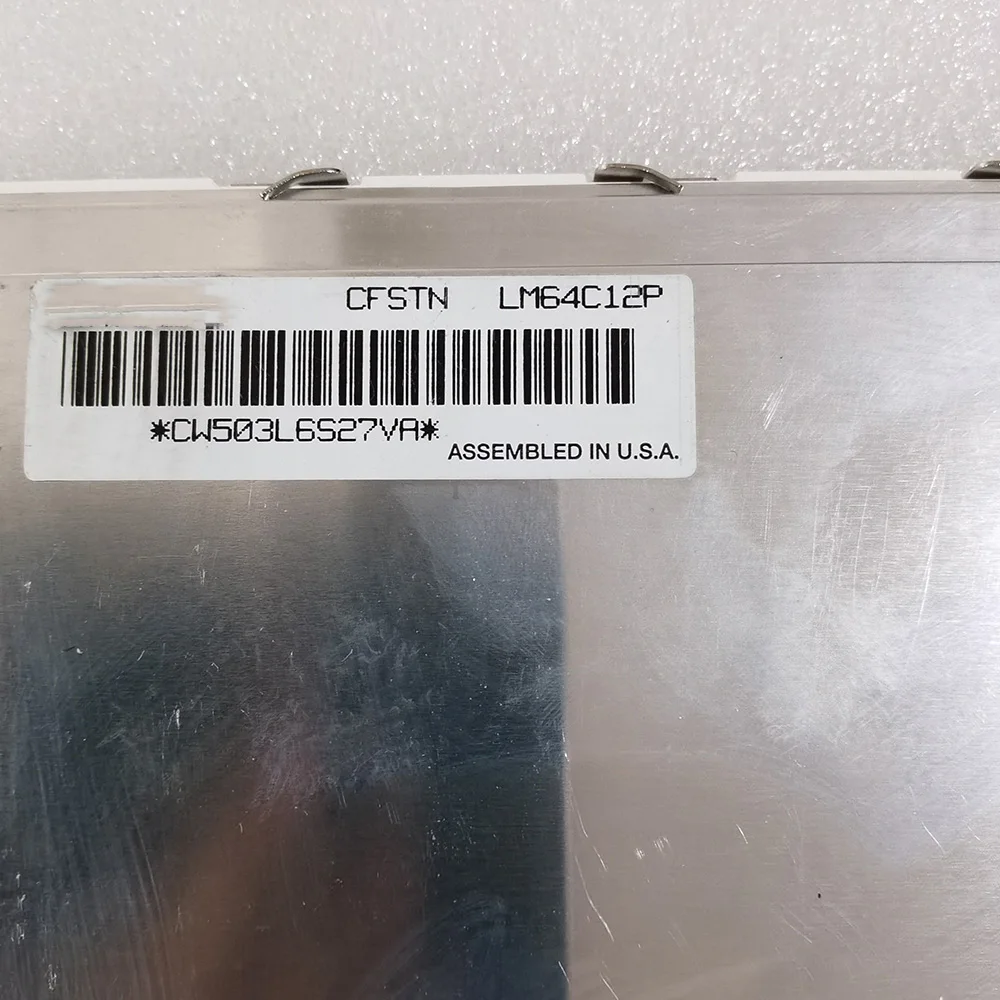 CFSTN LM64C12P
*CW503L6S27VA*
ASSEMBLED IN U.S.A.